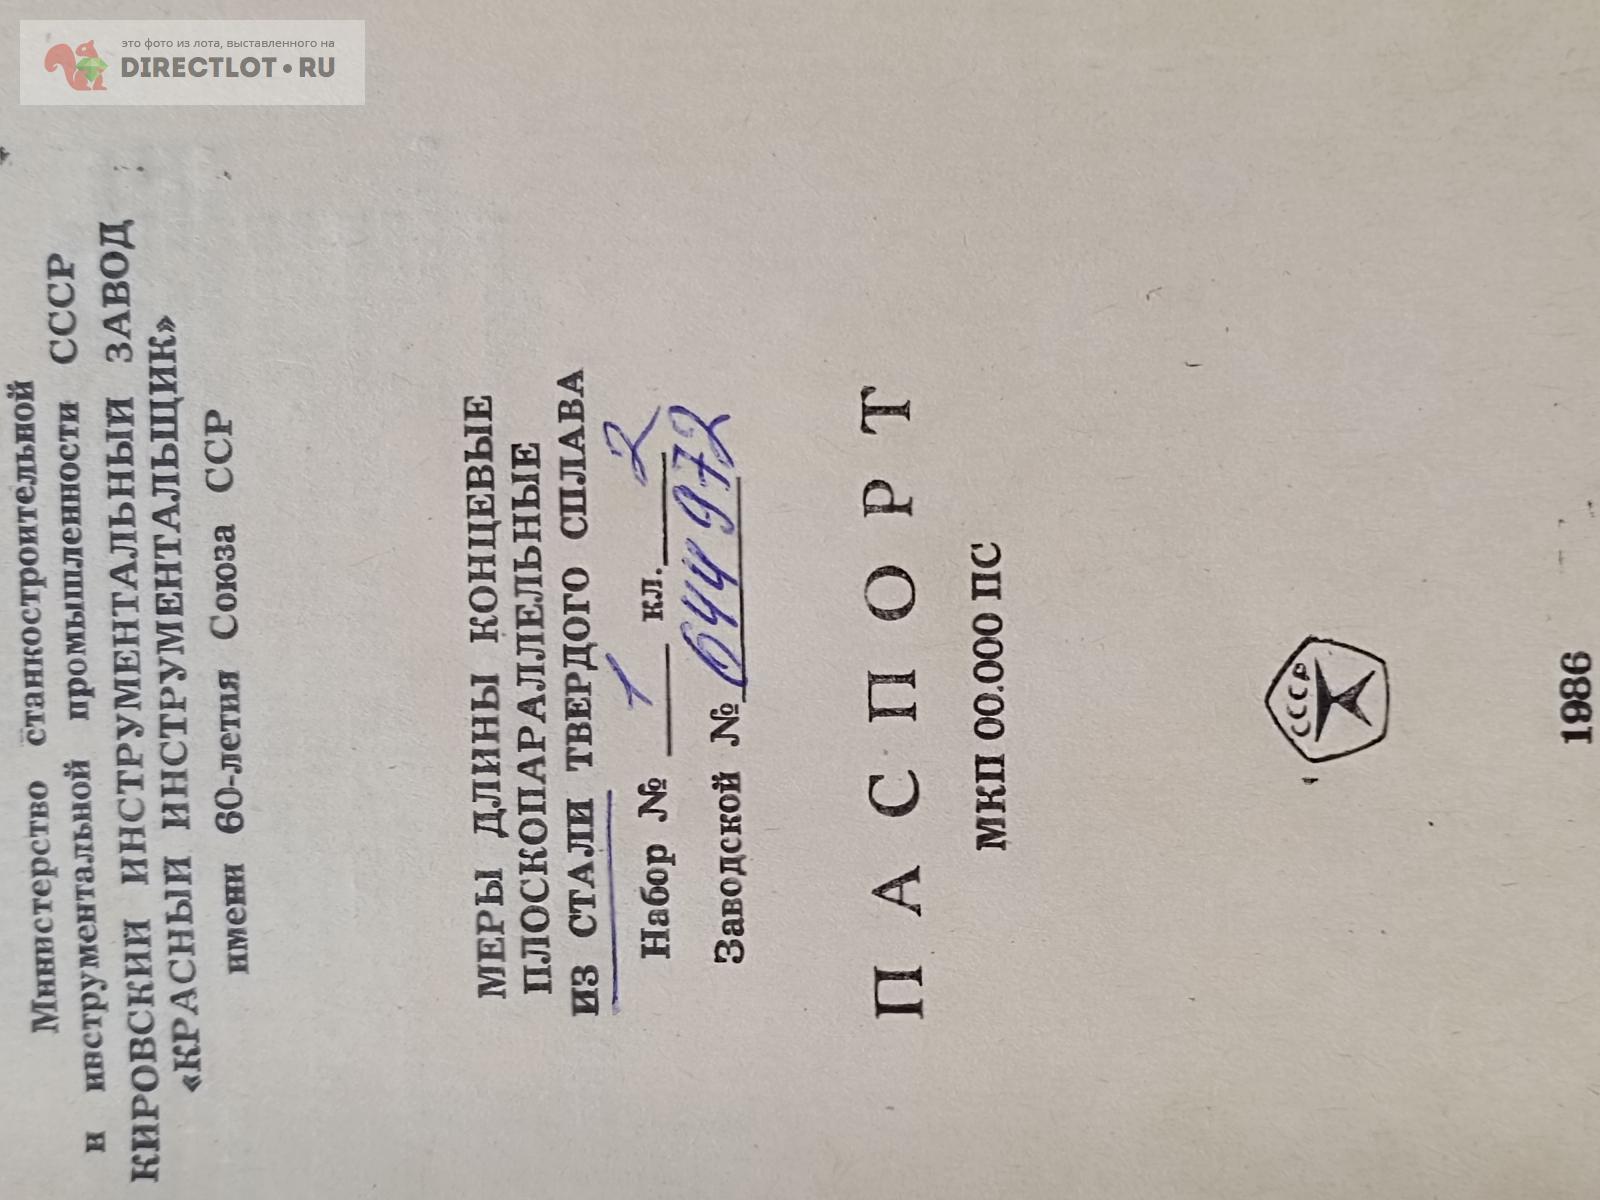 это фото из лота, выставленного на
DIRECTLOT•RU
Министерство станкостроительной
и инструментальной промышленности СССР
КИРОВСКИЙ ИНСТРУМЕНТАЛЬНЫЙ ЗАВОД
«КРАСНЫЙ ИНСТРУМЕНТАЛЬЩИК»
имени 60-летия Союза ССР
МЕРЫ ДЛИНЫ КОНЦЕВЫЕ
ПЛОСКОПАРАЛЛЕЛЬНЫЕ
ИЗ СТАЛИ ТВЕРДОГО СПЛАВА
Набор № 1 кл. 2
Заводской № 644972
ПАСПОРТ
МКП 00.000 ПС
СССР
1986